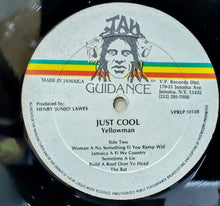 JAH
GUIDANCE
MADE IN JAMAICA
V.P. Records Dist.
170-21 Jamaica Ave.
Jamaica, N.Y. 11432
(212) 291-7058
JUST COOL
Yellowman
Produced by:
HENRY 'JUNJO' LAWES
VPRLP 1013B
Side Two
Woman A No Something Fi You Ramp Wid
Jamaica A Fi We Country
Sometime A Lie
Build A Roof Over Yu Head
The Rat